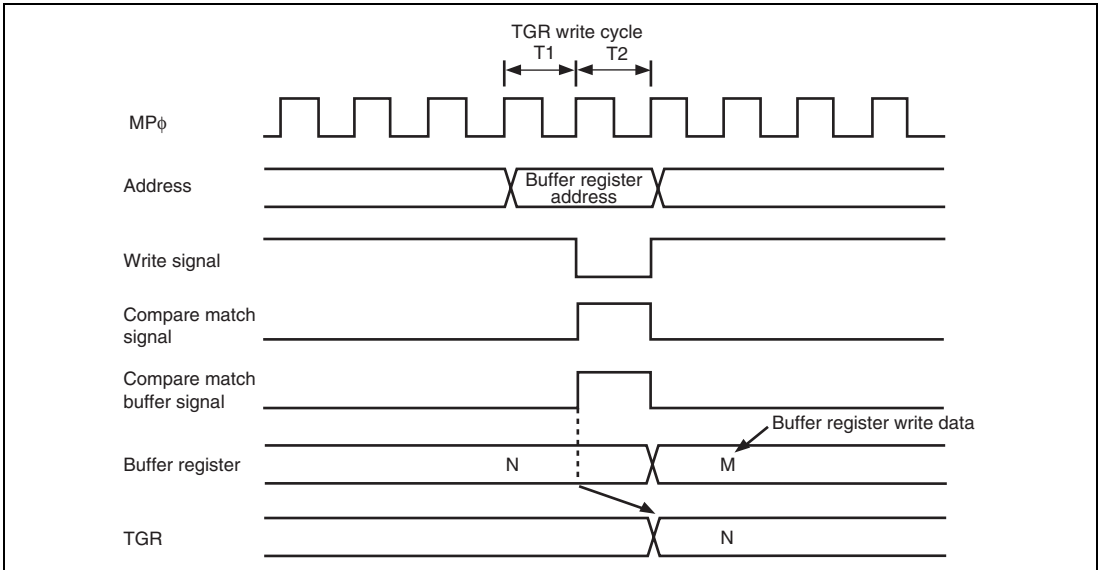 TGR write cycle
T1 T2
MPϕ
Address
Buffer register
address
Write signal
Compare match
signal
Compare match
buffer signal
Buffer register write data
Buffer register N M
TGR N